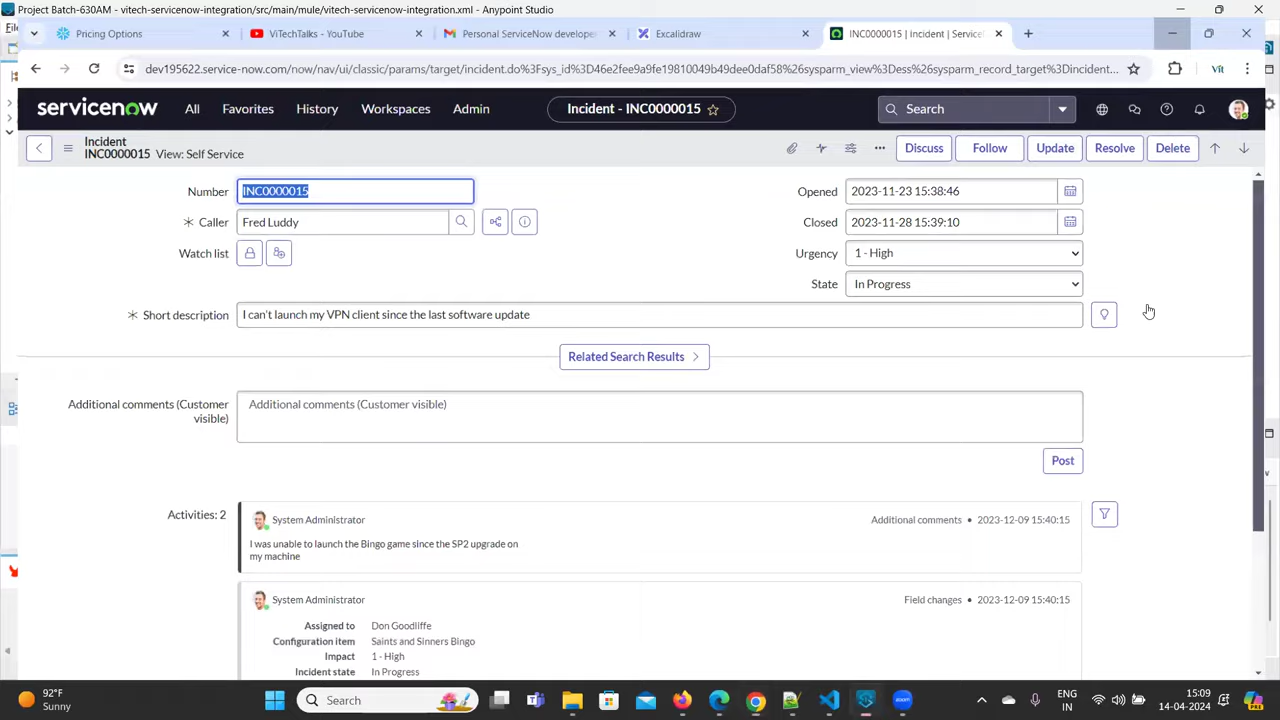 Project Batch-630AM - vitech-servicenow-integration/src/main/mule/vitech-servicenow-integration.xml - Anypoint Studio
Pricing Options
ViTechTalks - YouTube
Personal ServiceNow develope
Excalidraw
INC0000015 | Incident | Service
dev195622.service-now.com/now/nav/ui/classic/params/target/incident.do%3Fsys_id%3D46e2fee9a9fe19810049b49dee0daf58%26sysparm_view%3Dess%26sysparm_record_target%3Dincident...
Vit
servicenow
All
Favorites
History
Workspaces
Admin
Incident - INC0000015
Search
Incident
INC0000015 View: Self Service
Discuss
Follow
Update
Resolve
Delete
Number
INC0000015
Opened
2023-11-23 15:38:46
Caller
Fred Luddy
Closed
2023-11-28 15:39:10
Watch list
Urgency
1 - High
State
In Progress
Short description
I can't launch my VPN client since the last software update
Related Search Results
Additional comments (Customer
visible)
Additional comments (Customer visible)
Post
Activities: 2
System Administrator
Additional comments • 2023-12-09 15:40:15
I was unable to launch the Bingo game since the SP2 upgrade on
my machine
System Administrator
Field changes • 2023-12-09 15:40:15
Assigned to Don Goodliffe
Configuration item Saints and Sinners Bingo
Impact 1 - High
Incident state In Progress
92°F
Sunny
Search
ENG
IN
15:09
14-04-2024